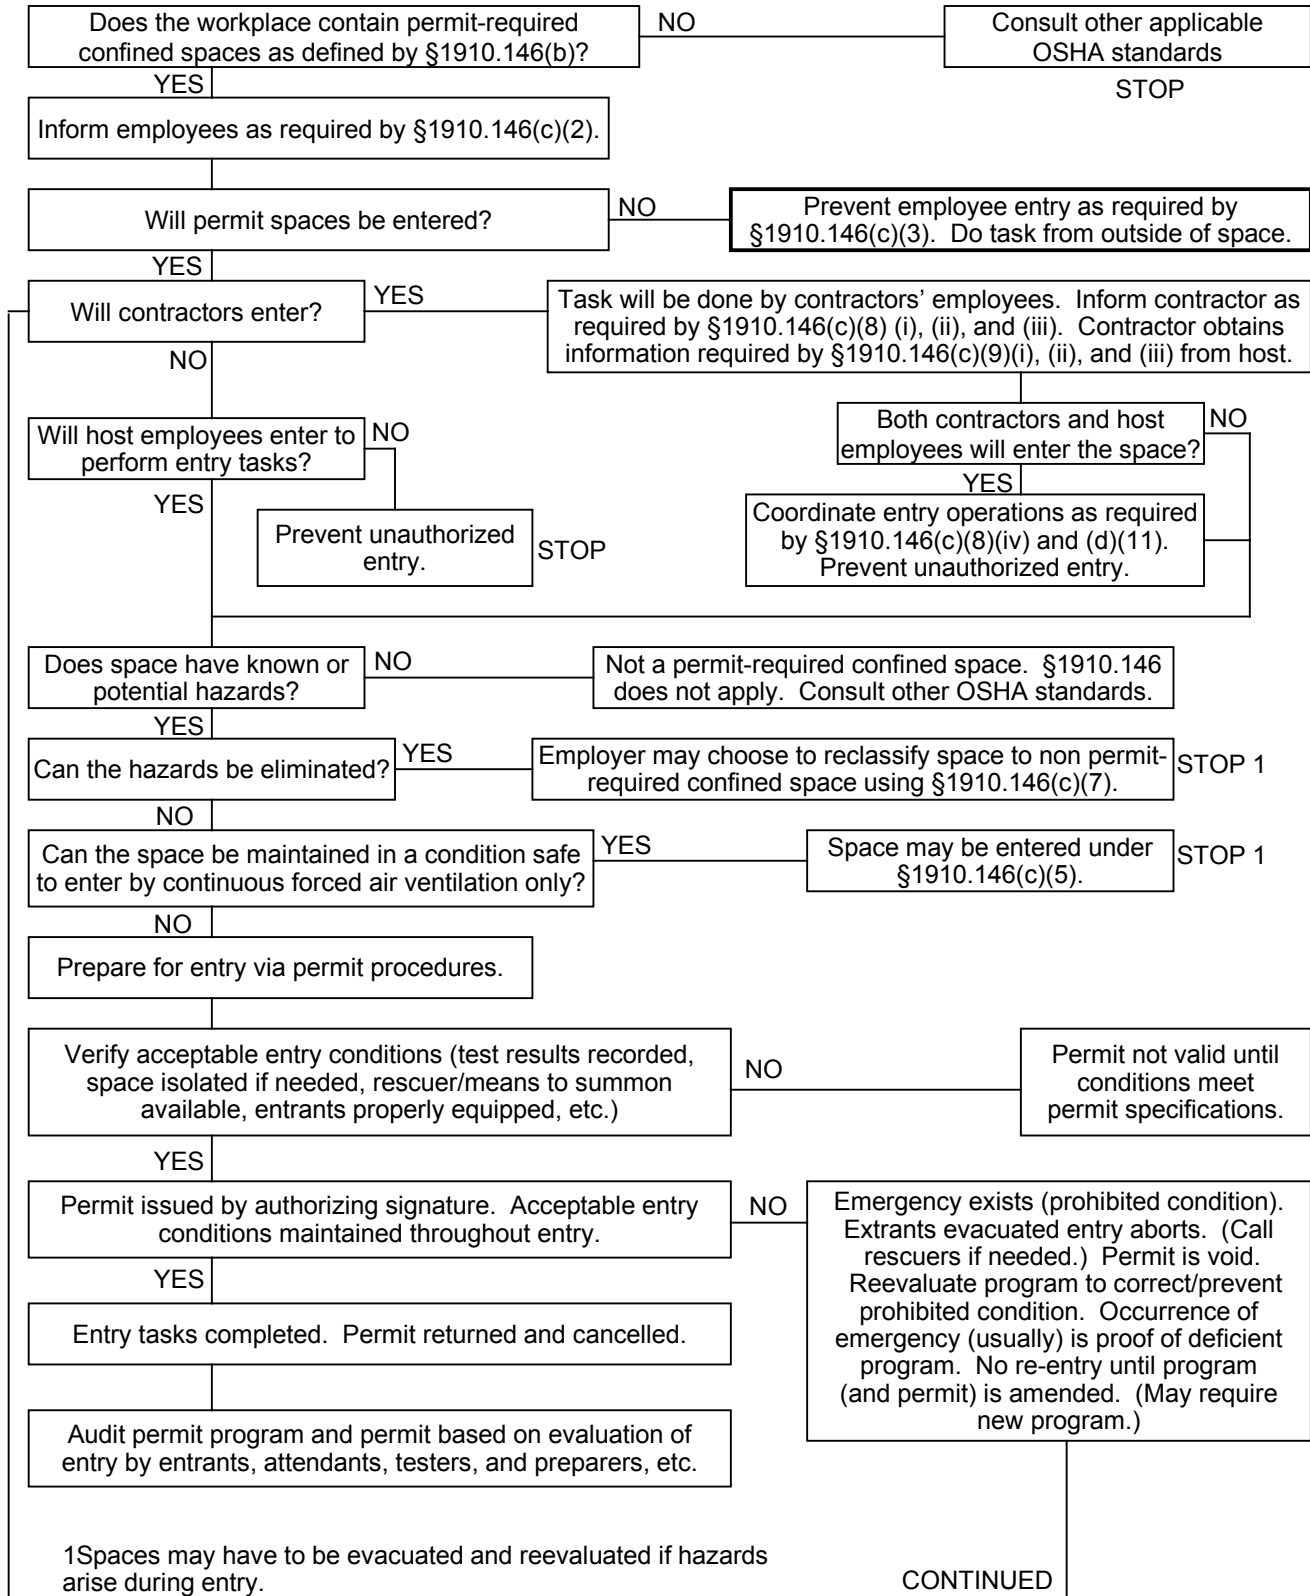 Does the workplace contain permit-required
confined spaces as defined by §1910.146(b)?
NO
Consult other applicable
OSHA standards
STOP
YES
Inform employees as required by §1910.146(c)(2).
Will permit spaces be entered?
NO
Prevent employee entry as required by
§1910.146(c)(3).  Do task from outside of space.
YES
Will contractors enter?
YES
Task will be done by contractors’ employees.  Inform contractor as
required by §1910.146(c)(8) (i), (ii), and (iii).  Contractor obtains
information required by §1910.146(c)(9)(i), (ii), and (iii) from host.
NO
Both contractors and host
employees will enter the space?
NO
Will host employees enter to
perform entry tasks?
NO
YES
YES
Prevent unauthorized
entry.
STOP
Coordinate entry operations as required
by §1910.146(c)(8)(iv) and (d)(11).
Prevent unauthorized entry.
Does space have known or
potential hazards?
NO
Not a permit-required confined space.  §1910.146
does not apply.  Consult other OSHA standards.
YES
Can the hazards be eliminated?
YES
Employer may choose to reclassify space to non permit-
required confined space using §1910.146(c)(7).
STOP 1
NO
Can the space be maintained in a condition safe
to enter by continuous forced air ventilation only?
YES
Space may be entered under
§1910.146(c)(5).
STOP 1
NO
Prepare for entry via permit procedures.
Verify acceptable entry conditions (test results recorded,
space isolated if needed, rescuer/means to summon
available, entrants properly equipped, etc.)
NO
Permit not valid until
conditions meet
permit specifications.
YES
Permit issued by authorizing signature.  Acceptable entry
conditions maintained throughout entry.
NO
Emergency exists (prohibited condition).
Extrants evacuated entry aborts.  (Call
rescuers if needed.)  Permit is void.
Reevaluate program to correct/prevent
prohibited condition.  Occurrence of
emergency (usually) is proof of deficient
program.  No re-entry until program
(and permit) is amended.  (May require
new program.)
YES
Entry tasks completed.  Permit returned and cancelled.
Audit permit program and permit based on evaluation of
entry by entrants, attendants, testers, and preparers, etc.
1Spaces may have to be evacuated and reevaluated if hazards
arise during entry.
CONTINUED